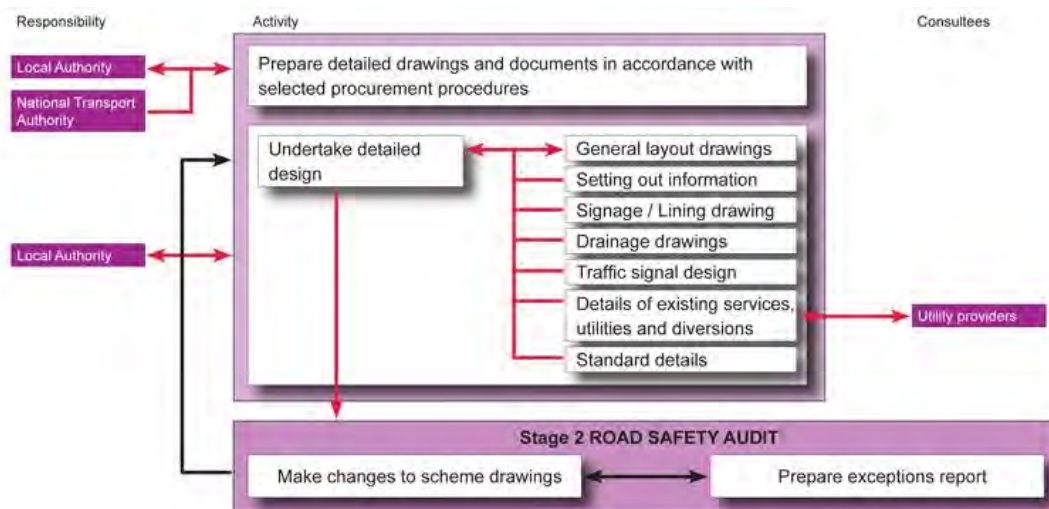 Responsibility
Activity
Consultees
Local Authority
National Transport
Authority
Prepare detailed drawings and documents in accordance with
selected procurement procedures
Undertake detailed
design
General layout drawings
Setting out information
Signage / Lining drawing
Drainage drawings
Traffic signal design
Details of existing services,
utilities and diversions
Standard details
Local Authority
Utility providers
Stage 2 ROAD SAFETY AUDIT
Make changes to scheme drawings
Prepare exceptions report